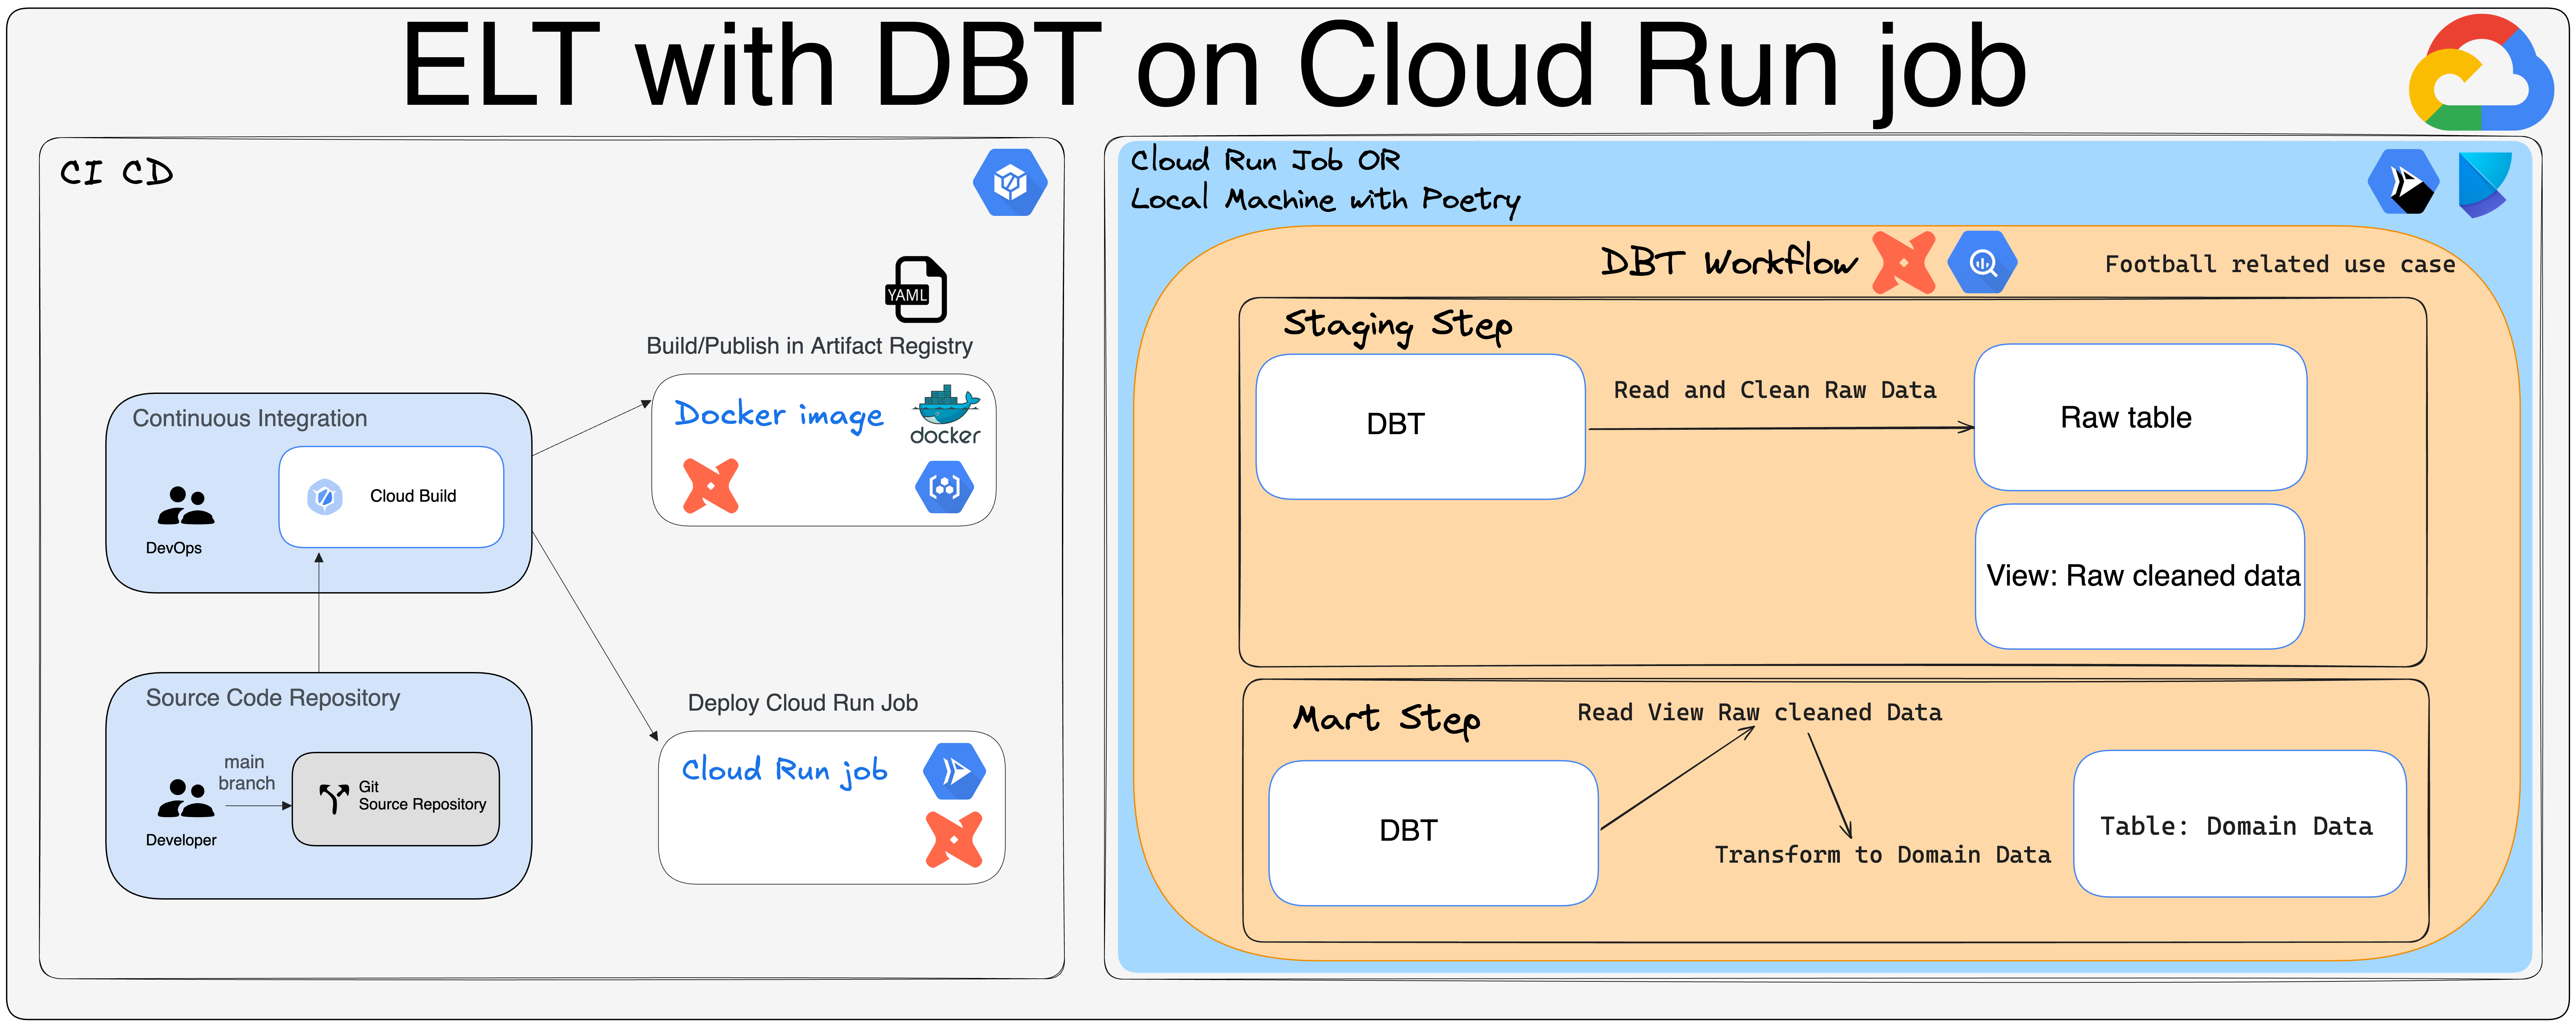 ELT with DBT on Cloud Run job
CI CD
YAML
Build/Publish in Artifact Registry
Docker image
docker
Continuous Integration
Cloud Build
DevOps
Source Code Repository
main
branch
Git
Source Repository
Developer
Deploy Cloud Run Job
Cloud Run job
Cloud Run Job OR
Local Machine with Poetry
DBT Workflow
Football related use case
Staging Step
DBT
Read and Clean Raw Data
Raw table
View: Raw cleaned data
Mart Step
Read View Raw cleaned Data
DBT
Transform to Domain Data
Table: Domain Data